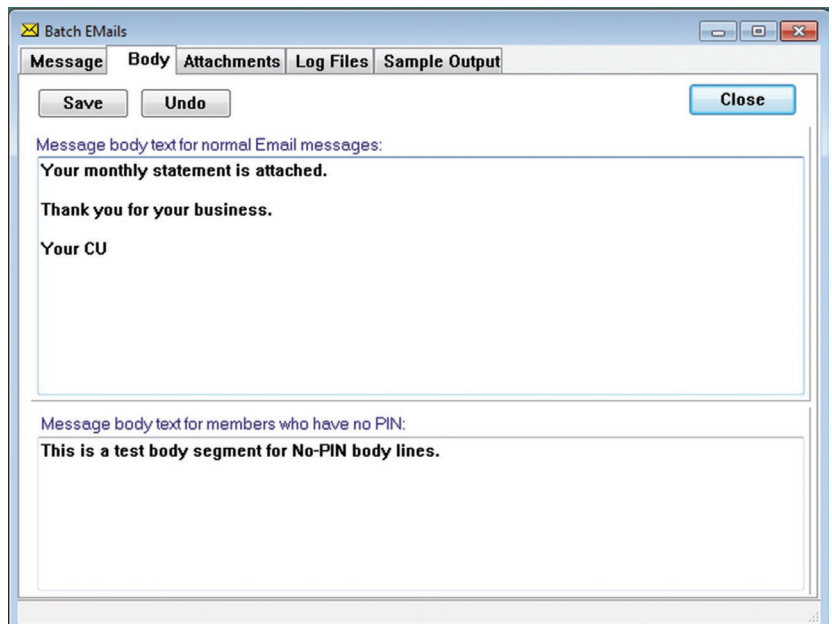 Batch EMails
Message Body Attachments Log Files Sample Output
Save Undo Close
Message body text for normal Email messages:
Your monthly statement is attached.
Thank you for your business.
Your CU
Message body text for members who have no PIN:
This is a test body segment for No-PIN body lines.